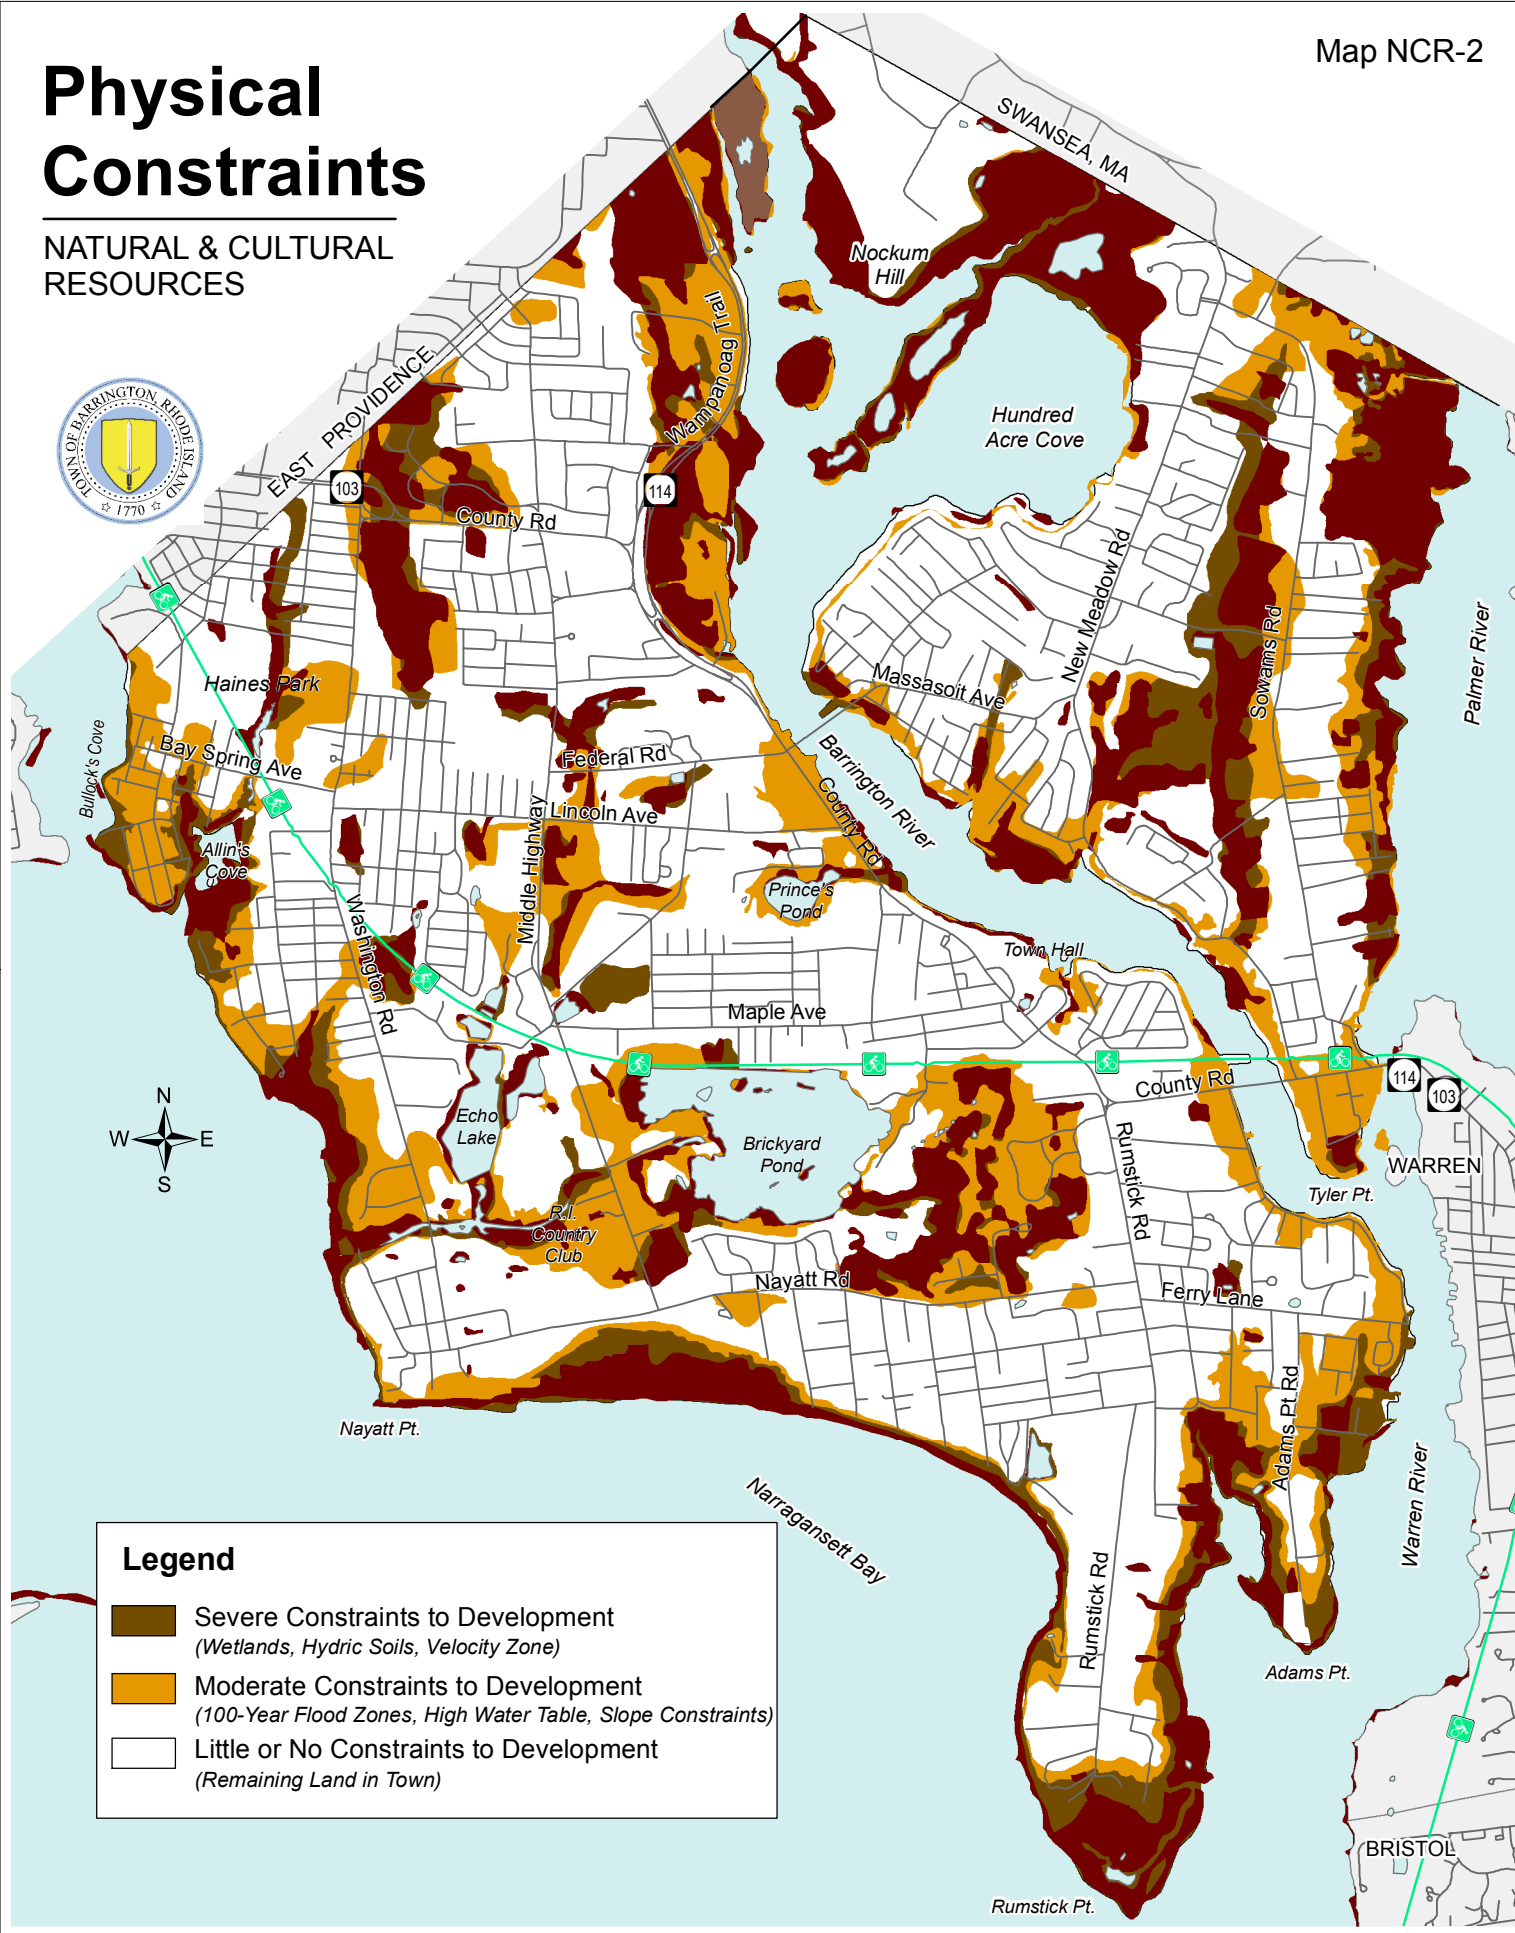 Map NCR-2
Physical
Constraints
NATURAL & CULTURAL
RESOURCES
TOWN OF BARRINGTON, RHODE ISLAND
1770
SWANSEA, MA
EAST PROVIDENCE
Nockum
Hill
Wampanoag Trail
Hundred
Acre Cove
103
114
County Rd
New Meadow Rd
Sowams Rd
Palmer River
Massasoit Ave
Haines Park
Bullock's Cove
Bay Spring Ave
Federal Rd
Barrington River
County Rd
Lincoln Ave
Middle Highway
Allin's
Cove
Prince's
Pond
Washington Rd
Town Hall
Maple Ave
County Rd
114
103
Echo
Lake
Brickyard
Pond
Rumstick Rd
WARREN
Tyler Pt.
N
W
E
S
R.I.
Country
Club
Nayatt Rd
Ferry Lane
Adams Pt Rd
Nayatt Pt.
Narragansett Bay
Warren River
Rumstick Rd
Adams Pt.
BRISTOL
Rumstick Pt.
Legend
Severe Constraints to Development
(Wetlands, Hydric Soils, Velocity Zone)
Moderate Constraints to Development
(100-Year Flood Zones, High Water Table, Slope Constraints)
Little or No Constraints to Development
(Remaining Land in Town)